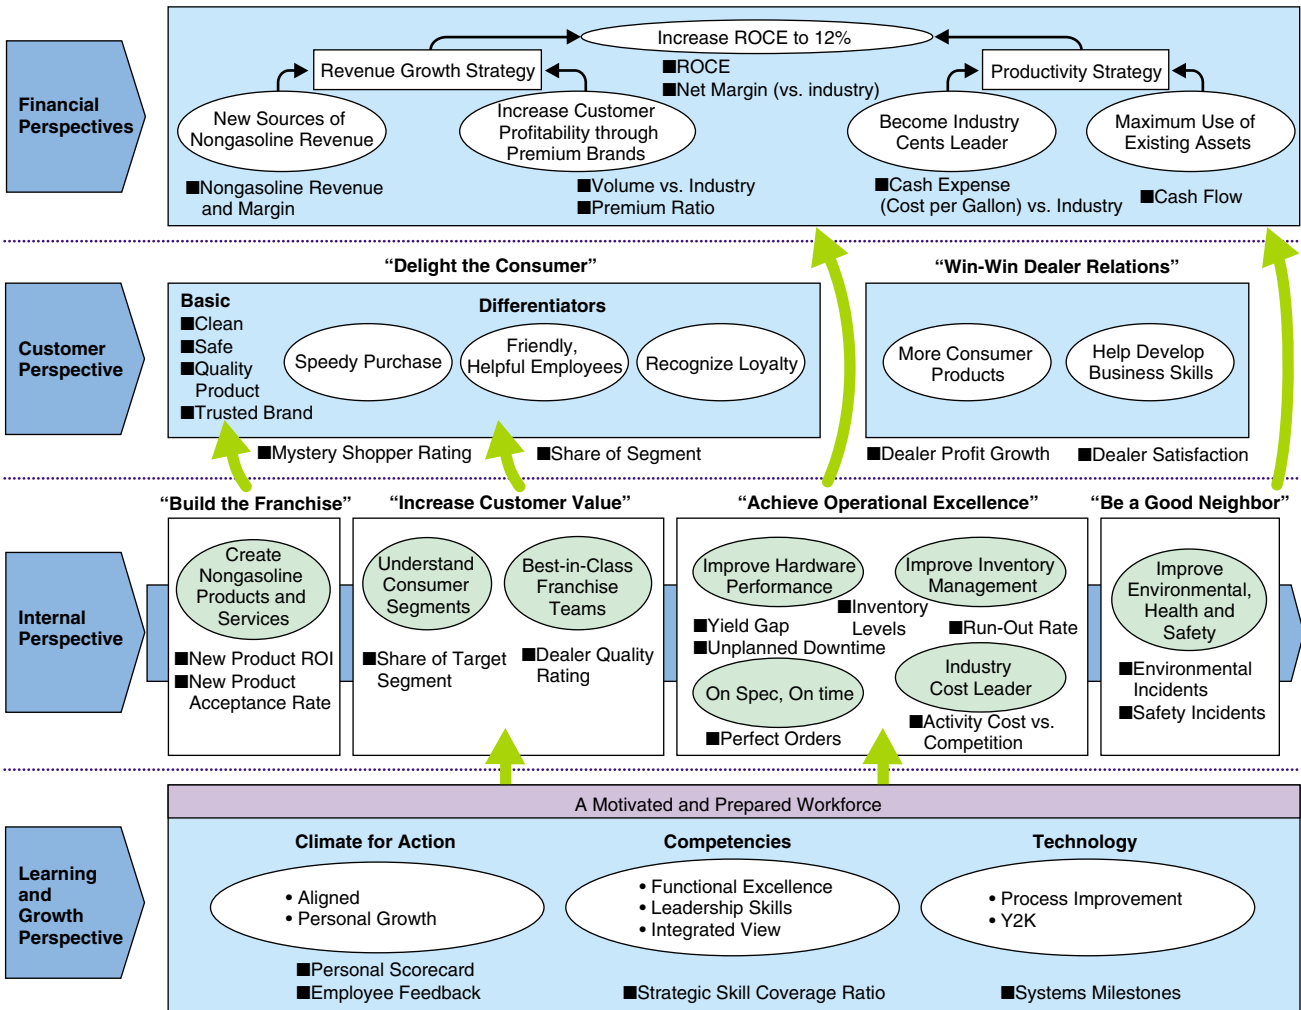 Financial
Perspectives
Increase ROCE to 12%
■ROCE
■Net Margin (vs. industry)
Revenue Growth Strategy
Productivity Strategy
New Sources of
Nongasoline Revenue
■Nongasoline Revenue
and Margin
Increase Customer
Profitability through
Premium Brands
■Volume vs. Industry
■Premium Ratio
Become Industry
Cents Leader
■Cash Expense
(Cost per Gallon) vs. Industry
Maximum Use of
Existing Assets
■Cash Flow
Customer
Perspective
“Delight the Consumer”
Basic
■Clean
■Safe
■Quality
Product
■Trusted Brand
Differentiators
Speedy Purchase
Friendly,
Helpful Employees
Recognize Loyalty
■Mystery Shopper Rating
■Share of Segment
“Win-Win Dealer Relations”
More Consumer
Products
Help Develop
Business Skills
■Dealer Profit Growth
■Dealer Satisfaction
Internal
Perspective
“Build the Franchise”
Create
Nongasoline
Products and
Services
■New Product ROI
■New Product
Acceptance Rate
“Increase Customer Value”
Understand
Consumer
Segments
■Share of Target
Segment
Best-in-Class
Franchise
Teams
■Dealer Quality
Rating
“Achieve Operational Excellence”
Improve Hardware
Performance
■Yield Gap
■Unplanned Downtime
Improve Inventory
Management
■Inventory
Levels
■Run-Out Rate
On Spec, On time
■Perfect Orders
Industry
Cost Leader
■Activity Cost vs.
Competition
“Be a Good Neighbor”
Improve
Environmental,
Health and
Safety
■Environmental
Incidents
■Safety Incidents
Learning
and
Growth
Perspective
A Motivated and Prepared Workforce
Climate for Action
• Aligned
• Personal Growth
■Personal Scorecard
■Employee Feedback
Competencies
• Functional Excellence
• Leadership Skills
• Integrated View
■Strategic Skill Coverage Ratio
Technology
• Process Improvement
• Y2K
■Systems Milestones